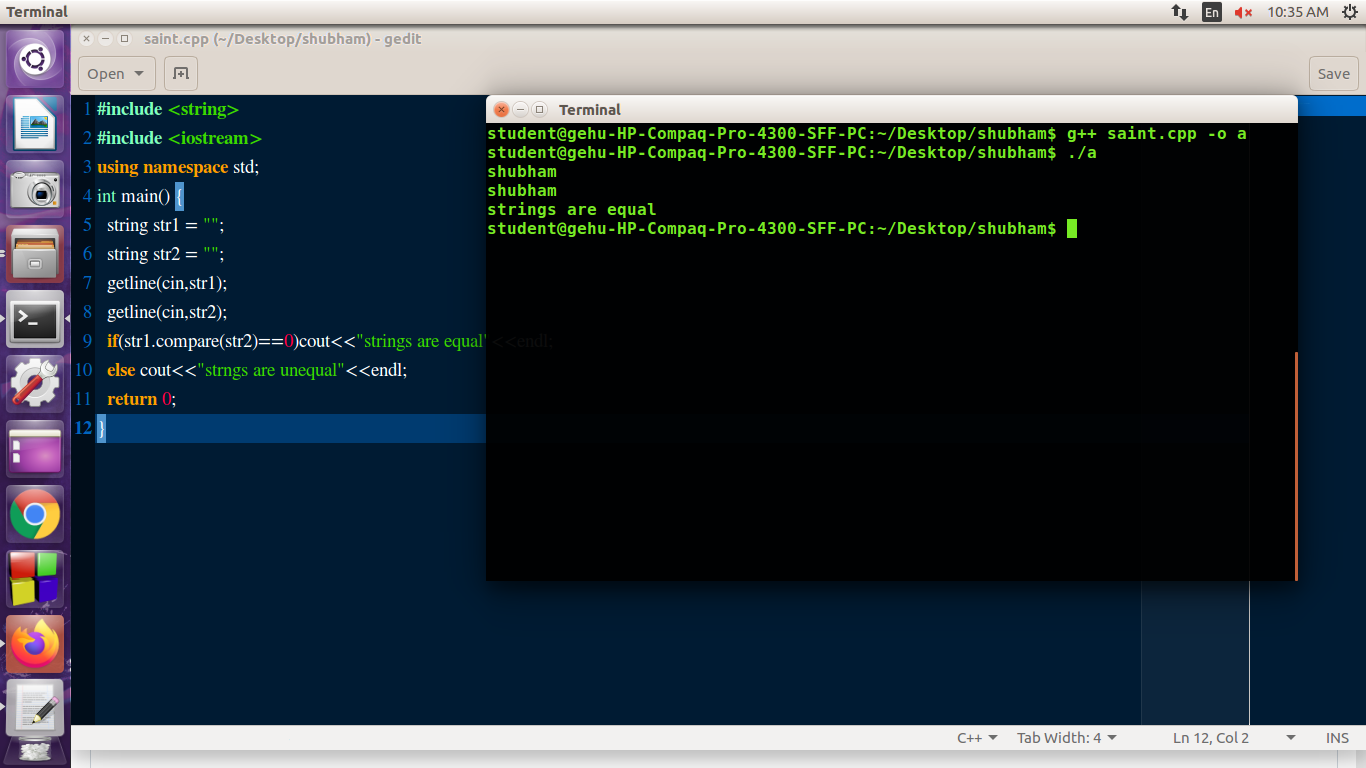 Terminal
En
10:35 AM
saint.cpp (~/Desktop/shubham) - gedit
Open
Save
1 #include <string>
2 #include <iostream>
3 using namespace std;
4 int main() {
5 string str1 = "";
6 string str2 = "";
7 getline(cin,str1);
8 getline(cin,str2);
9 if(str1.compare(str2)==0)cout<<"strings are equal"<<endl;
10 else cout<<"strngs are unequal"<<endl;
11 return 0;
12 }
Terminal
student@gehu-HP-Compaq-Pro-4300-SFF-PC:~/Desktop/shubham$ g++ saint.cpp -o a
student@gehu-HP-Compaq-Pro-4300-SFF-PC:~/Desktop/shubham$ ./a
shubham
shubham
strings are equal
student@gehu-HP-Compaq-Pro-4300-SFF-PC:~/Desktop/shubham$
C++
Tab Width: 4
Ln 12, Col 2
INS